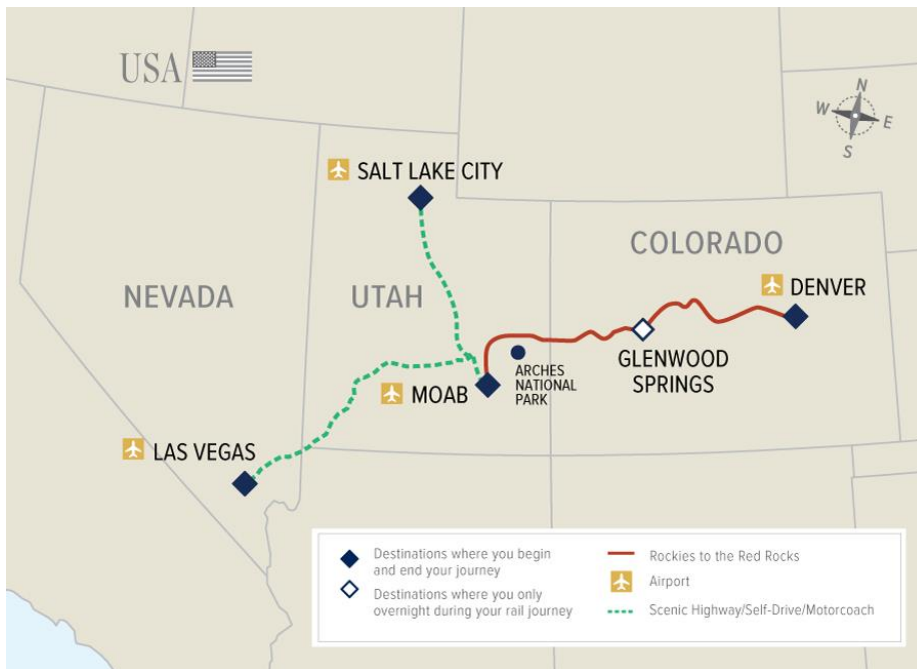 USA
N
W
E
S
SALT LAKE CITY
NEVADA
UTAH
COLORADO
DENVER
GLENWOOD
SPRINGS
ARCHES
NATIONAL
PARK
MOAB
LAS VEGAS
Destinations where you begin
and end your journey
Destinations where you only
overnight during your rail journey
Rockies to the Red Rocks
Airport
Scenic Highway/Self-Drive/Motorcoach